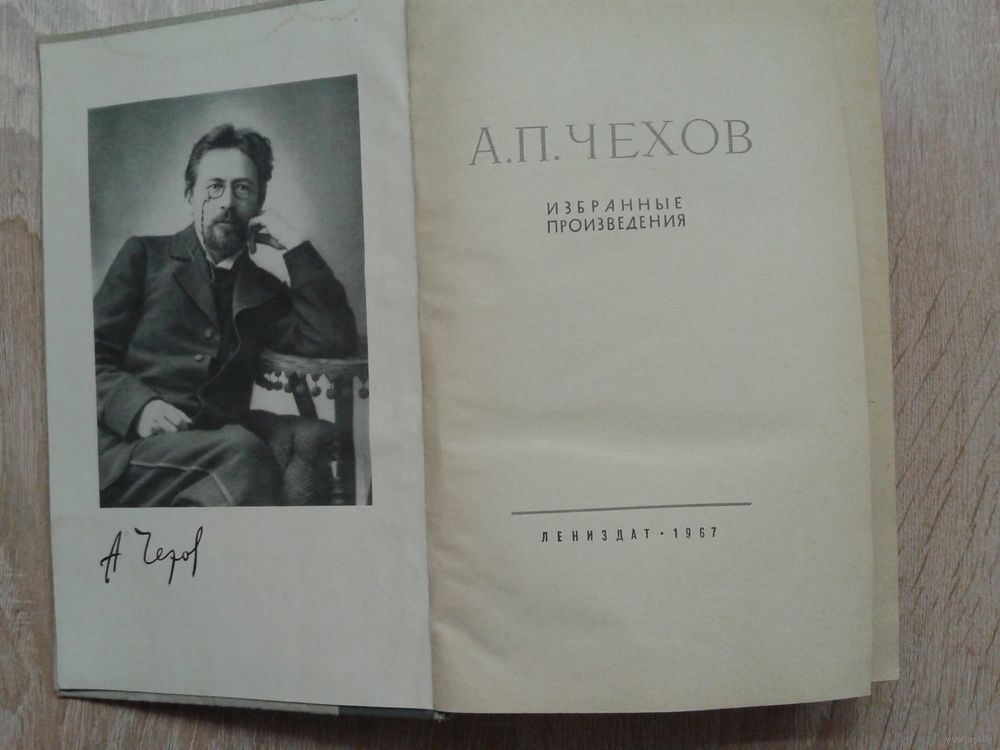 А Чехов
А.П.ЧЕХОВ
ИЗБРАННЫЕ
ПРОИЗВЕДЕНИЯ
ЛЕНИЗДАТ · 1967